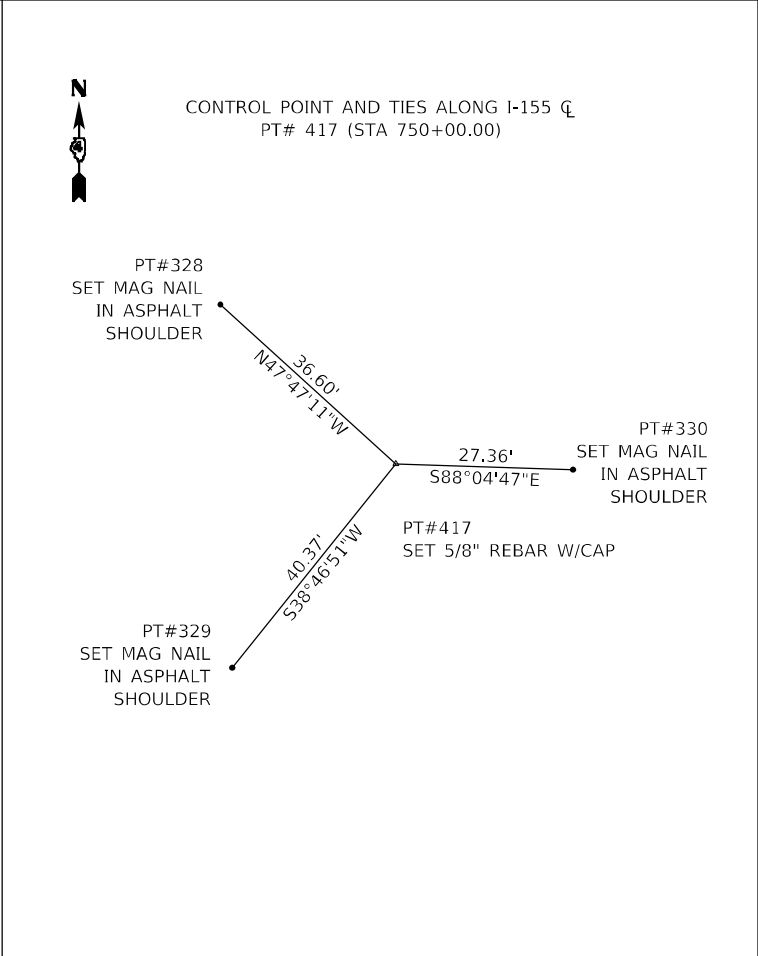 N
4
CONTROL POINT AND TIES ALONG I-155 ℄
PT# 417 (STA 750+00.00)
PT#328
SET MAG NAIL
IN ASPHALT
SHOULDER
36.60'
N47°47'11"W
PT#330
SET MAG NAIL
IN ASPHALT
SHOULDER
27.36'
S88°04'47"E
PT#417
SET 5/8" REBAR W/CAP
40.37'
S38°46'51"W
PT#329
SET MAG NAIL
IN ASPHALT
SHOULDER